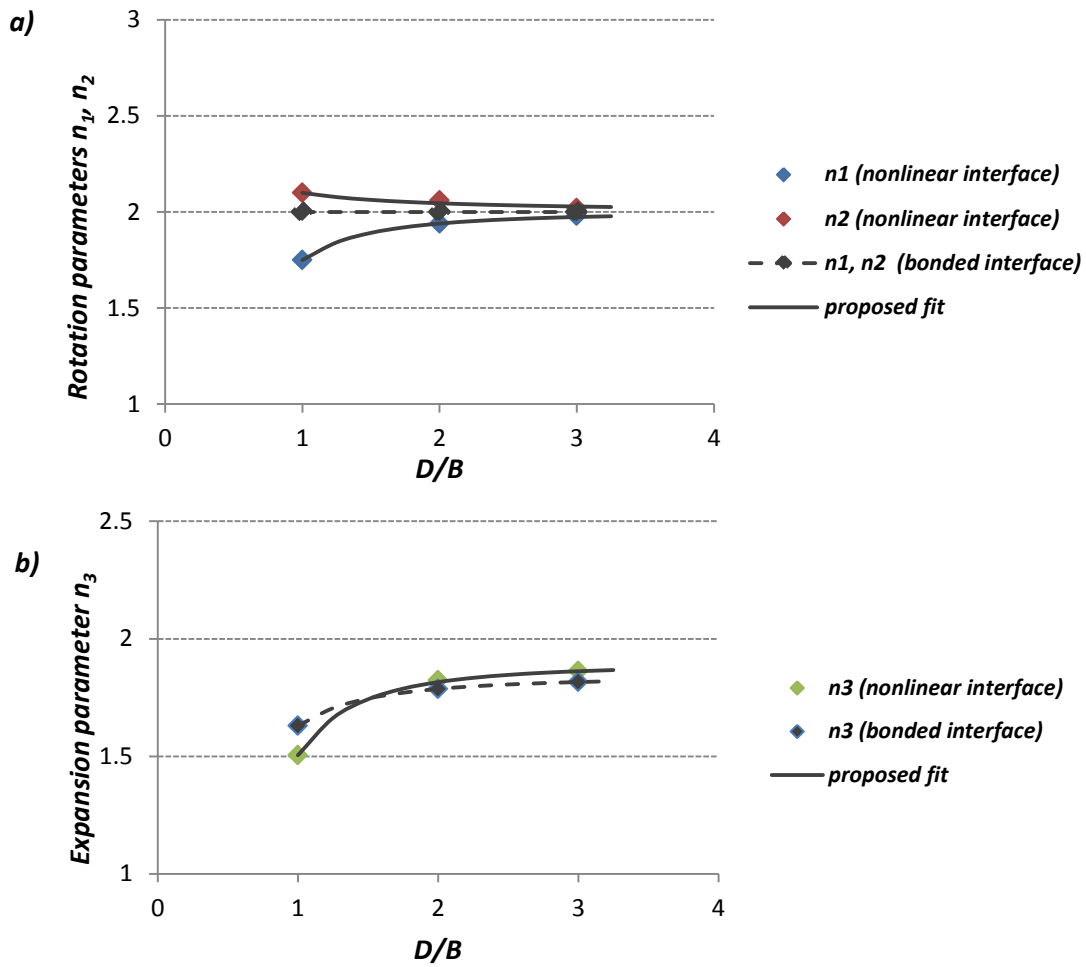 a)
Rotation parameters n1, n2
3
2.5
2
1.5
1
0 1 2 3 4
D/B
n1 (nonlinear interface)
n2 (nonlinear interface)
n1, n2 (bonded interface)
proposed fit
b)
Expansion parameter n3
2.5
2
1.5
1
0 1 2 3 4
D/B
n3 (nonlinear interface)
n3 (bonded interface)
proposed fit